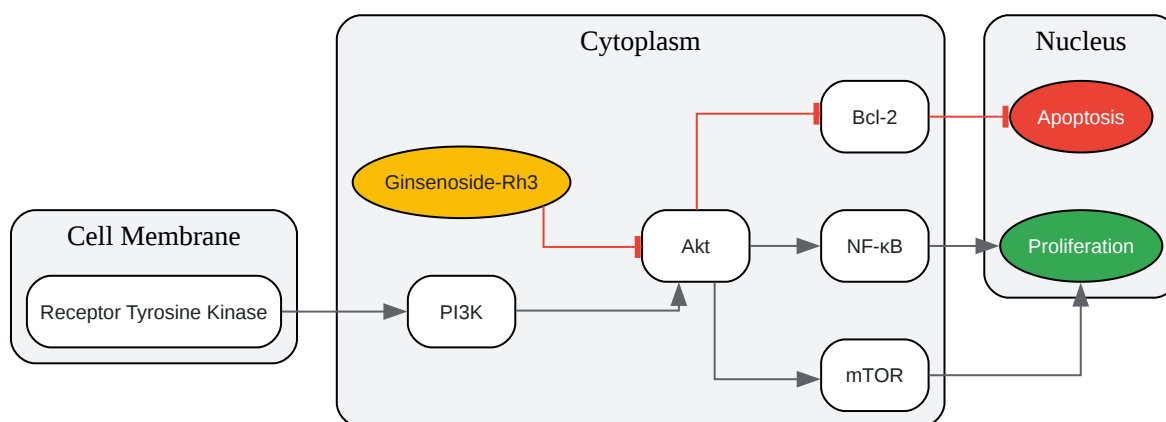 Cytoplasm
Nucleus
Bcl-2
Apoptosis
Ginsenoside-Rh3
Cell Membrane
Akt
NF-κB
Proliferation
Receptor Tyrosine Kinase
PI3K
mTOR